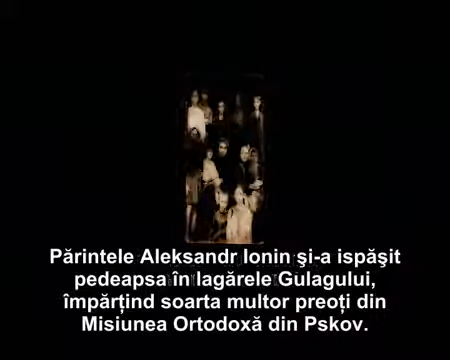 Părintele Aleksandr Ionin şi-a ispăşit
pedeapsa în lagărele Gulagului,
împărţind soarta multor preoţi din
Misiunea Ortodoxă din Pskov.